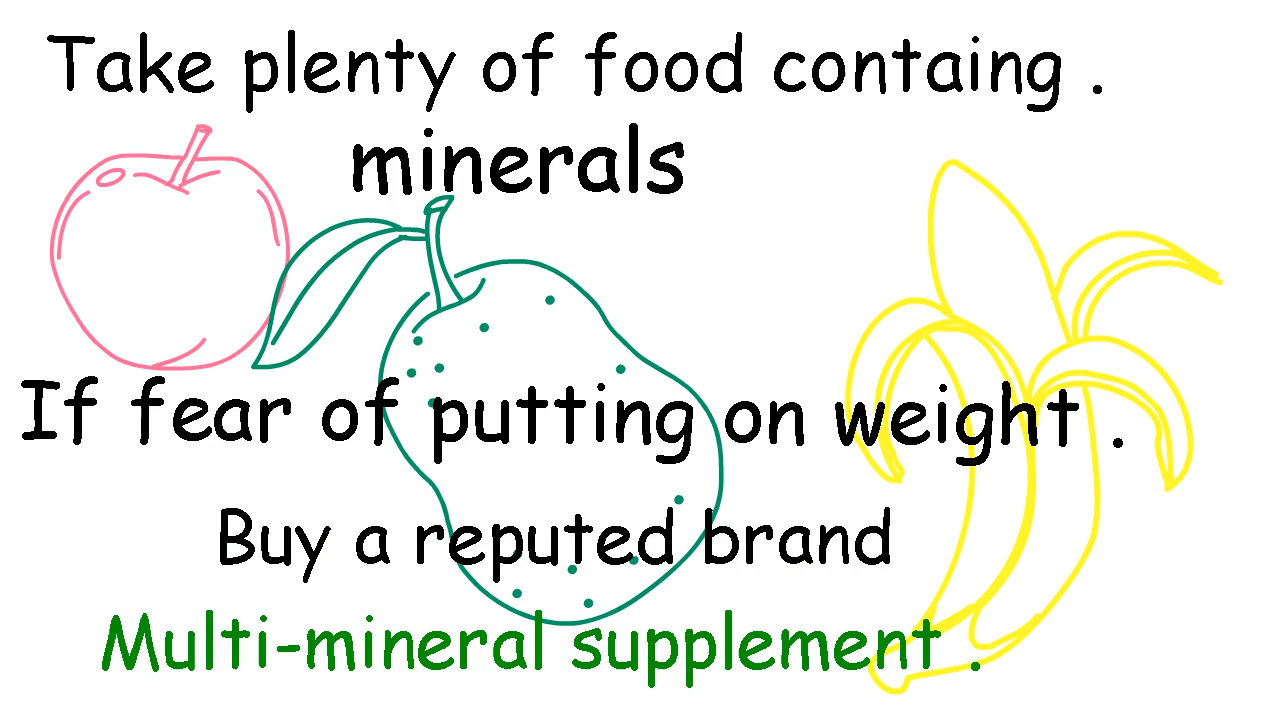 Take plenty of food containg .
minerals
If fear of putting on weight .
Buy a reputed brand
Multi-mineral supplement .